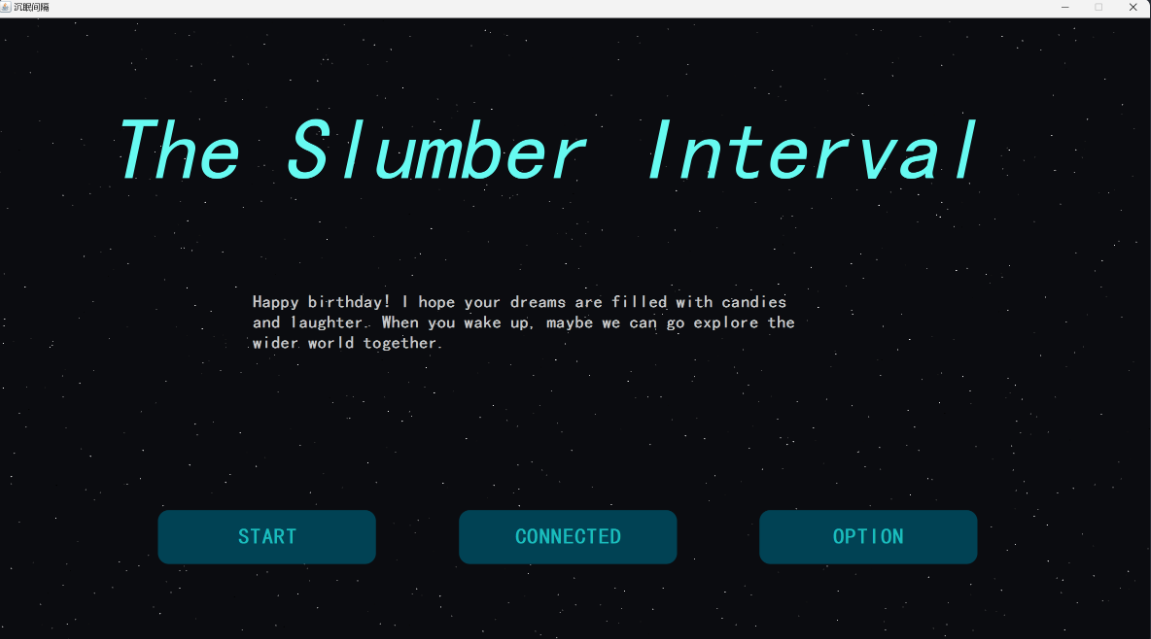 沉眠间隔
The Slumber Interval
Happy birthday! I hope your dreams are filled with candies
and laughter. When you wake up, maybe we can go explore the
wider world together.
START
CONNECTED
OPTION